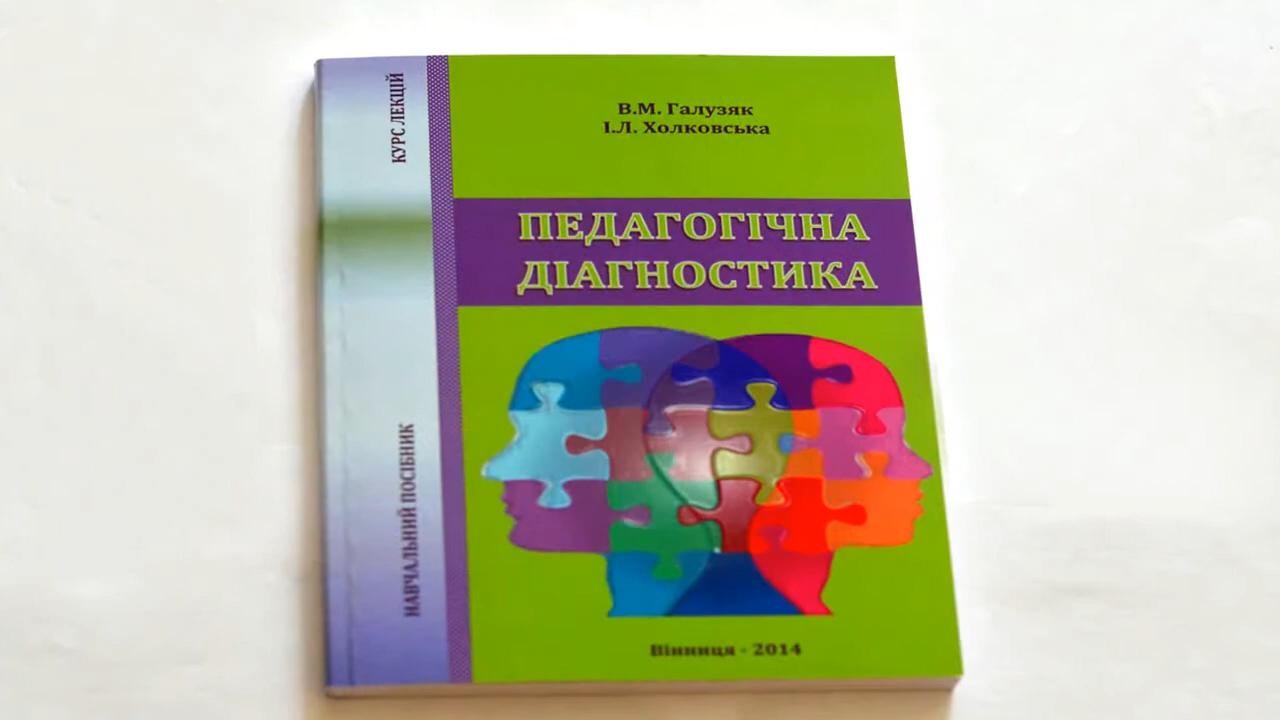 В.М. Галузяк
І.Л. Холковська
ПЕДАГОГІЧНА
ДІАГНОСТИКА
Вінниця - 2014
КУРС ЛЕКЦІЙ
НАВЧАЛЬНИЙ ПОСІБНИК